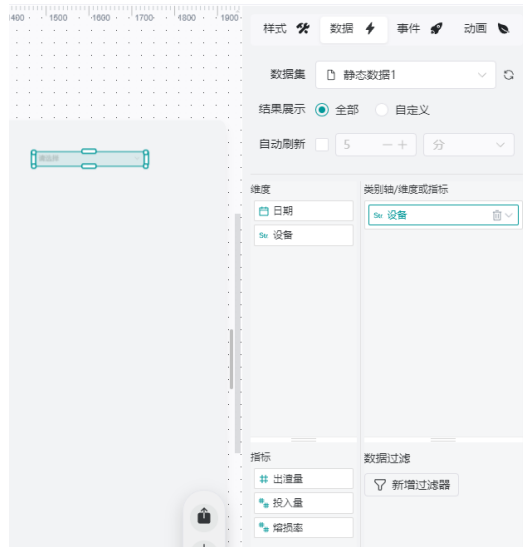 1500 1600 1700 1800 1900
样式 数据 事件 动画
数据集 静态数据1
结果展示 全部 自定义
自动刷新 5 分
维度 类别轴/维度或指标
日期
设备
设备
指标 数据过滤
出渣量
新增过滤器
投入量
熔损率